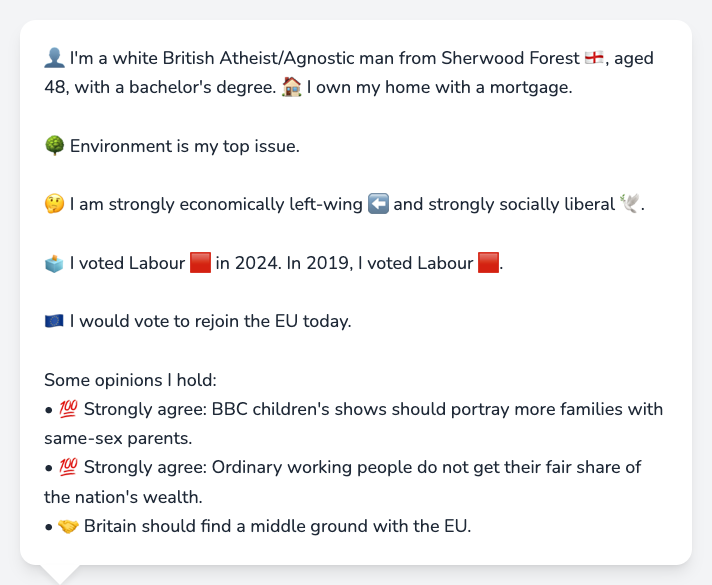 👤 I'm a white British Atheist/Agnostic man from Sherwood Forest 🏴󠁧󠁢󠁥󠁮󠁧󠁿, aged
48, with a bachelor's degree. 🏠 I own my home with a mortgage.
🌳 Environment is my top issue.
🤔 I am strongly economically left-wing ⬅️ and strongly socially liberal 🕊️.
🗳️ I voted Labour 🟥 in 2024. In 2019, I voted Labour 🟥.
🇪🇺 I would vote to rejoin the EU today.
Some opinions I hold:
• 💯 Strongly agree: BBC children's shows should portray more families with
same-sex parents.
• 💯 Strongly agree: Ordinary working people do not get their fair share of
the nation's wealth.
• 🤝 Britain should find a middle ground with the EU.